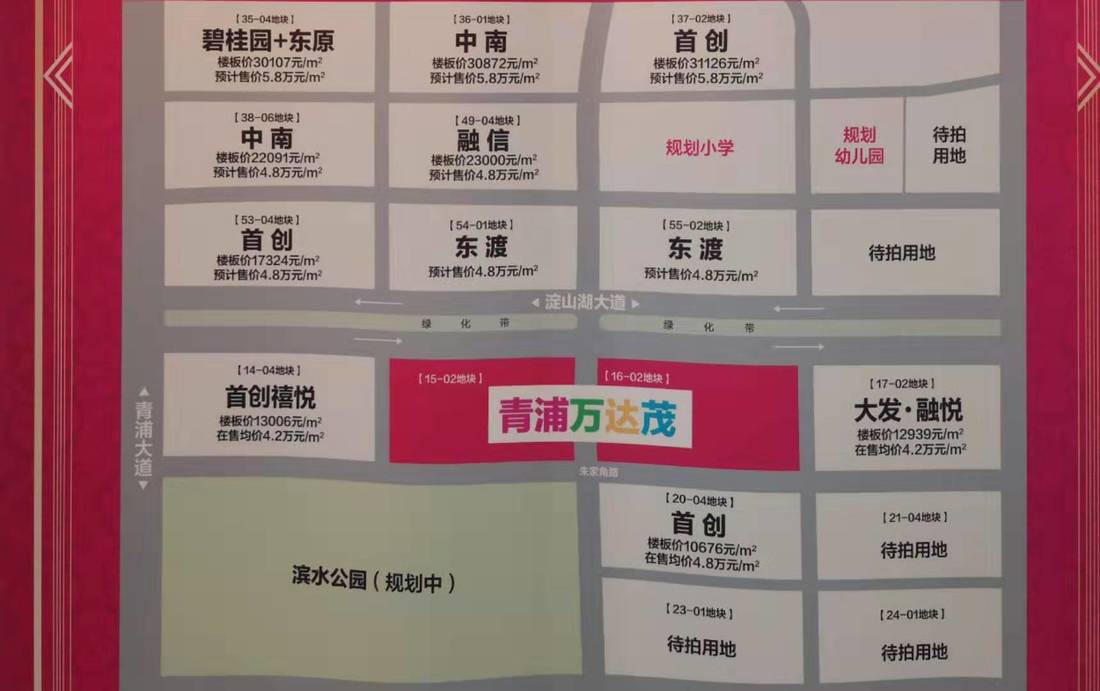 【35-04地块】
碧桂园+东原
楼板价30107元/m²
预计售价5.8万元/m²
【36-01地块】
中南
楼板价30872元/m²
预计售价5.8万元/m²
【37-02地块】
首创
楼板价31126元/m²
预计售价5.8万元/m²
【38-06地块】
中南
楼板价22091元/m²
预计售价4.8万元/m²
【49-04地块】
融信
楼板价23000元/m²
预计售价4.8万元/m²
规划小学
规划
幼儿园
待拍
用地
【53-04地块】
首创
楼板价17324元/m²
预计售价4.8万元/m²
【54-01地块】
东渡
预计售价4.8万元/m²
【55-02地块】
东渡
预计售价4.8万元/m²
待拍用地
淀山湖大道
绿化带
绿化带
【14-04地块】
首创禧悦
楼板价13006元/m²
在售均价4.2万元/m²
【15-02地块】
【16-02地块】
青浦万达茂
【17-02地块】
大发·融悦
楼板价12939元/m²
在售均价4.2万元/m²
青浦大道
朱家角路
滨水公园(规划中)
【20-04地块】
首创
楼板价10676元/m²
在售均价4.8万元/m²
【21-04地块】
待拍用地
【23-01地块】
待拍用地
【24-01地块】
待拍用地